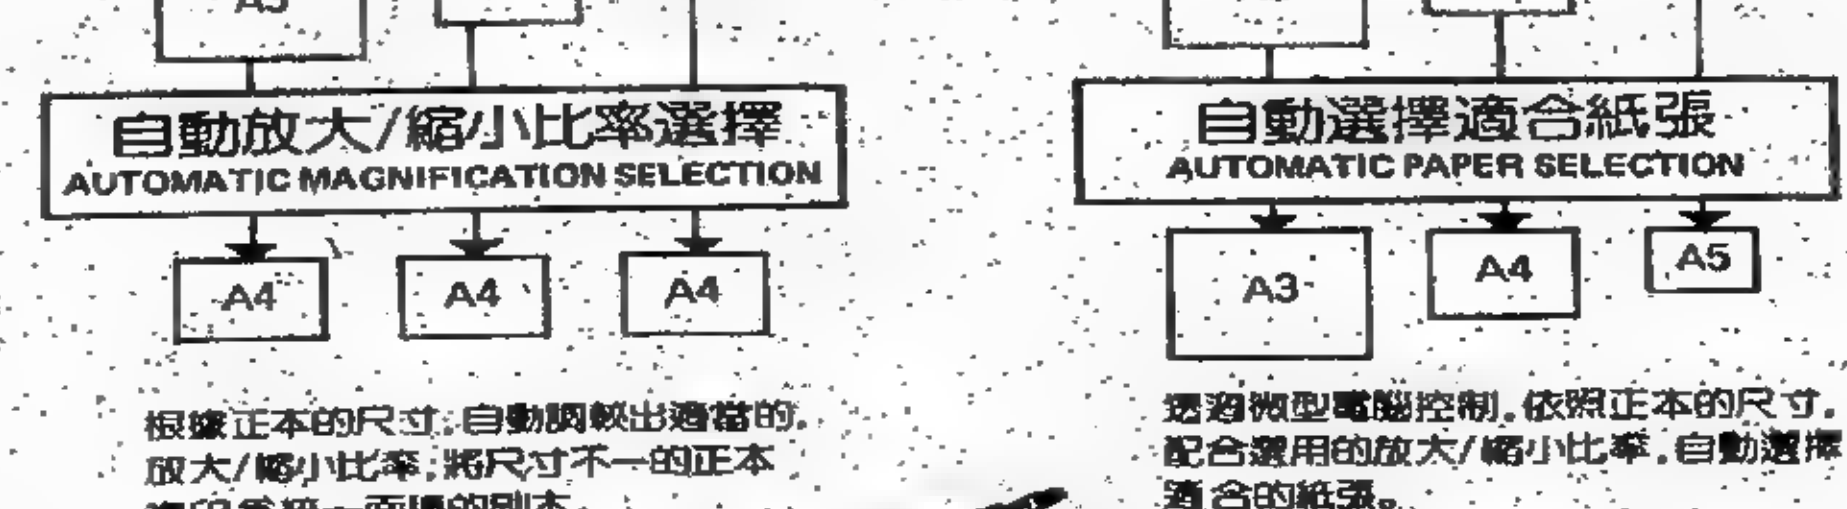 A3
自動放大/縮小比率選擇
AUTOMATIC MAGNIFICATION SELECTION
A4 A4 A4
根據正本的尺寸,自動調較出適當的
放大/縮小比率,將尺寸不一的正本
的副本。
自動選擇適合紙張
AUTOMATIC PAPER SELECTION
A3 A4 A5
透過微型電腦控制,依照正本的尺寸,
配合選用的放大/縮小比率,自動選擇
適合的紙張。